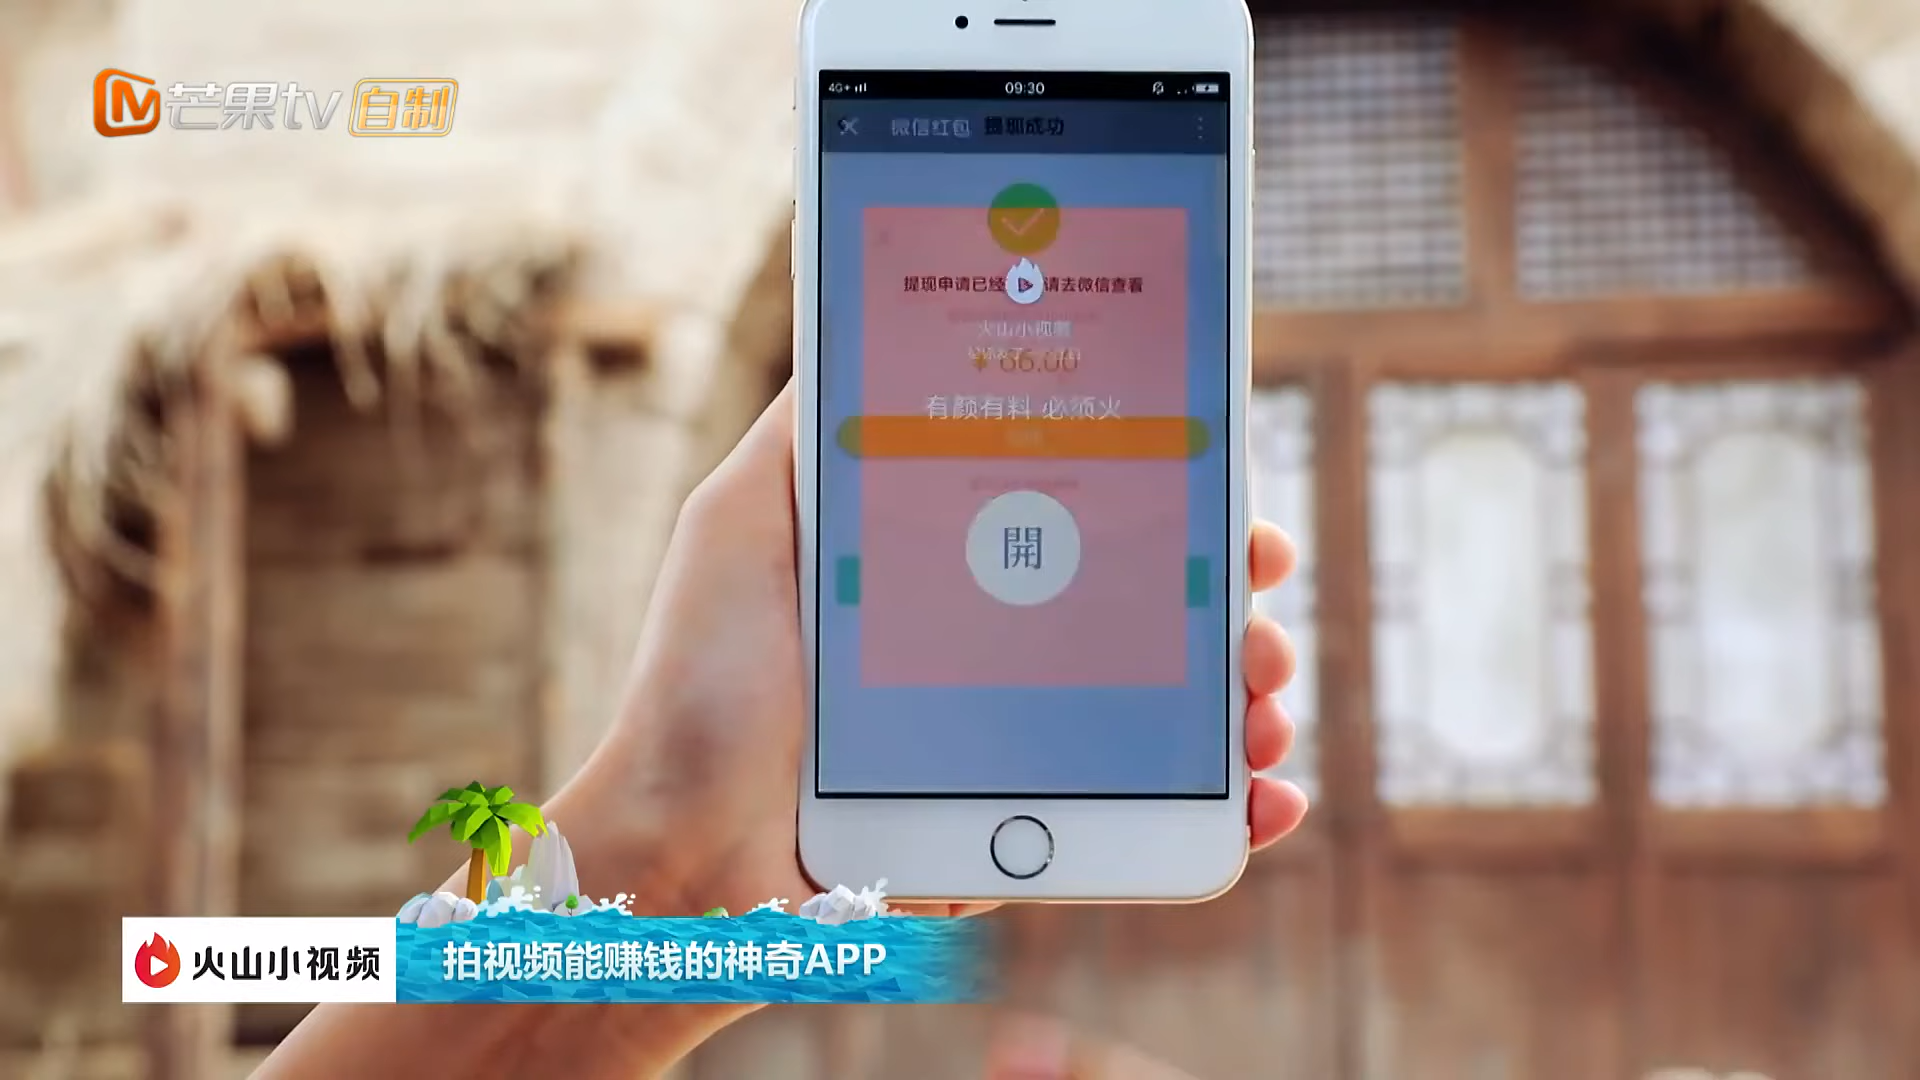 芒果tv 自制
4G+ 09:30
微信红包 提现成功
提现申请已经 请去微信查看
火山小视频
¥ 66.00
有颜有料 必须火
開
火山小视频
拍视频能赚钱的神奇APP